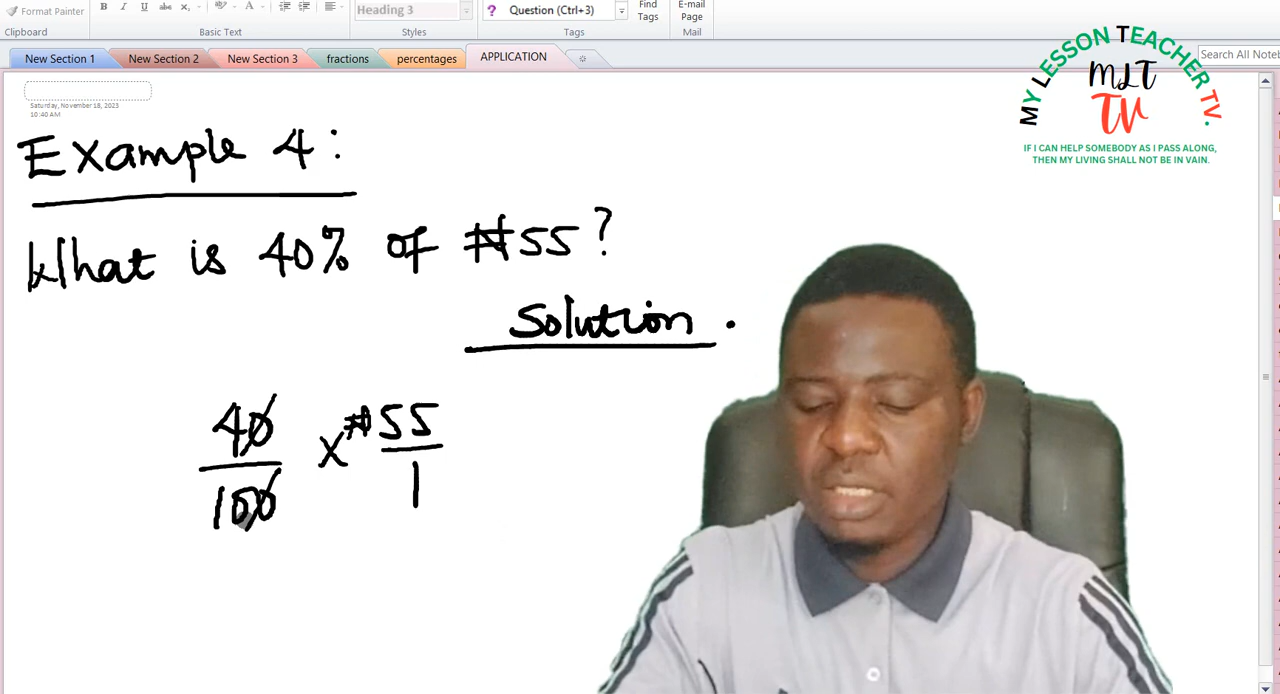 Format Painter
Clipboard
B I U abc x
Basic Text
A
Heading 3
Styles
? Question (Ctrl+3)
Tags
Find
Tags
E-mail
Page
Mail
New Section 1
New Section 2
New Section 3
fractions
percentages
APPLICATION
Search All Noteb
MY LESSON TEACHER TV.
MLT
TV
IF I CAN HELP SOMEBODY AS I PASS ALONG,
THEN MY LIVING SHALL NOT BE IN VAIN.
Saturday, November 18, 2023
10:40 AM
Example 4:
What is 40% of ₦55?
Solution.
40 x ₦55
100 1